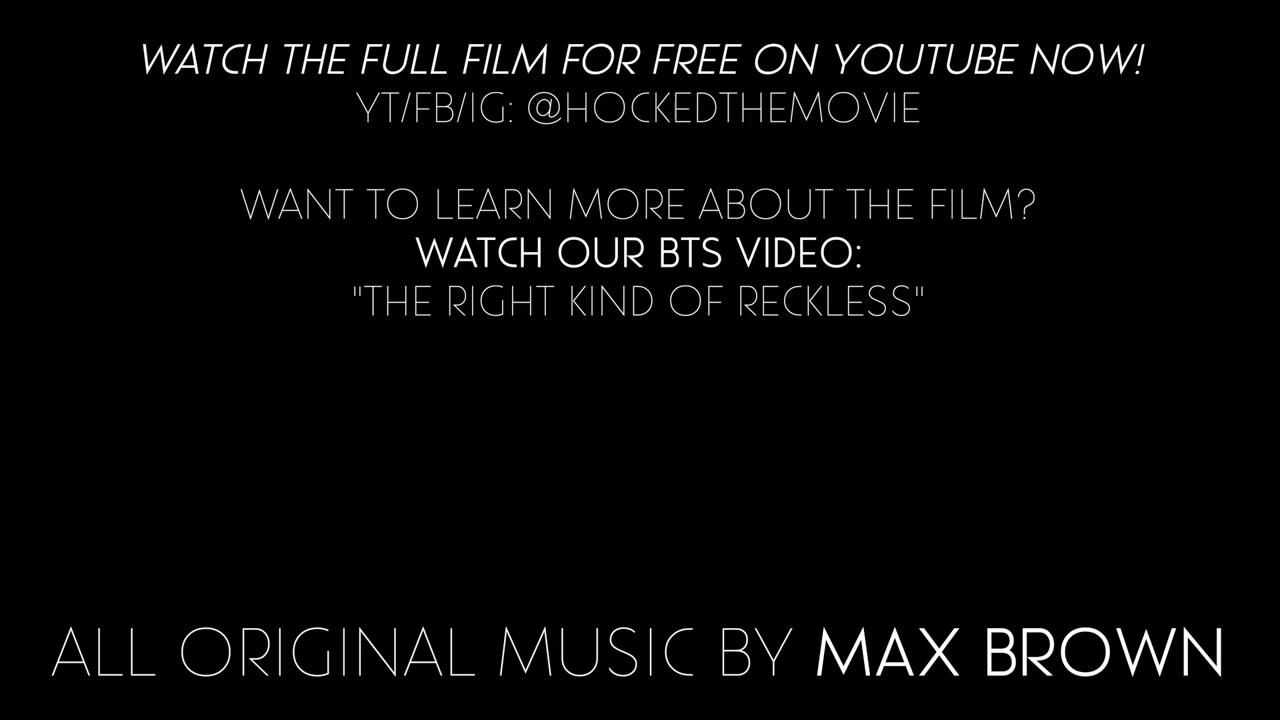 WATCH THE FULL FILM FOR FREE ON YOUTUBE NOW!
YT/FB/IG: @HOCKEDTHEMOVIE
WANT TO LEARN MORE ABOUT THE FILM?
WATCH OUR BTS VIDEO:
"THE RIGHT KIND OF RECKLESS"
ALL ORIGINAL MUSIC BY MAX BROWN